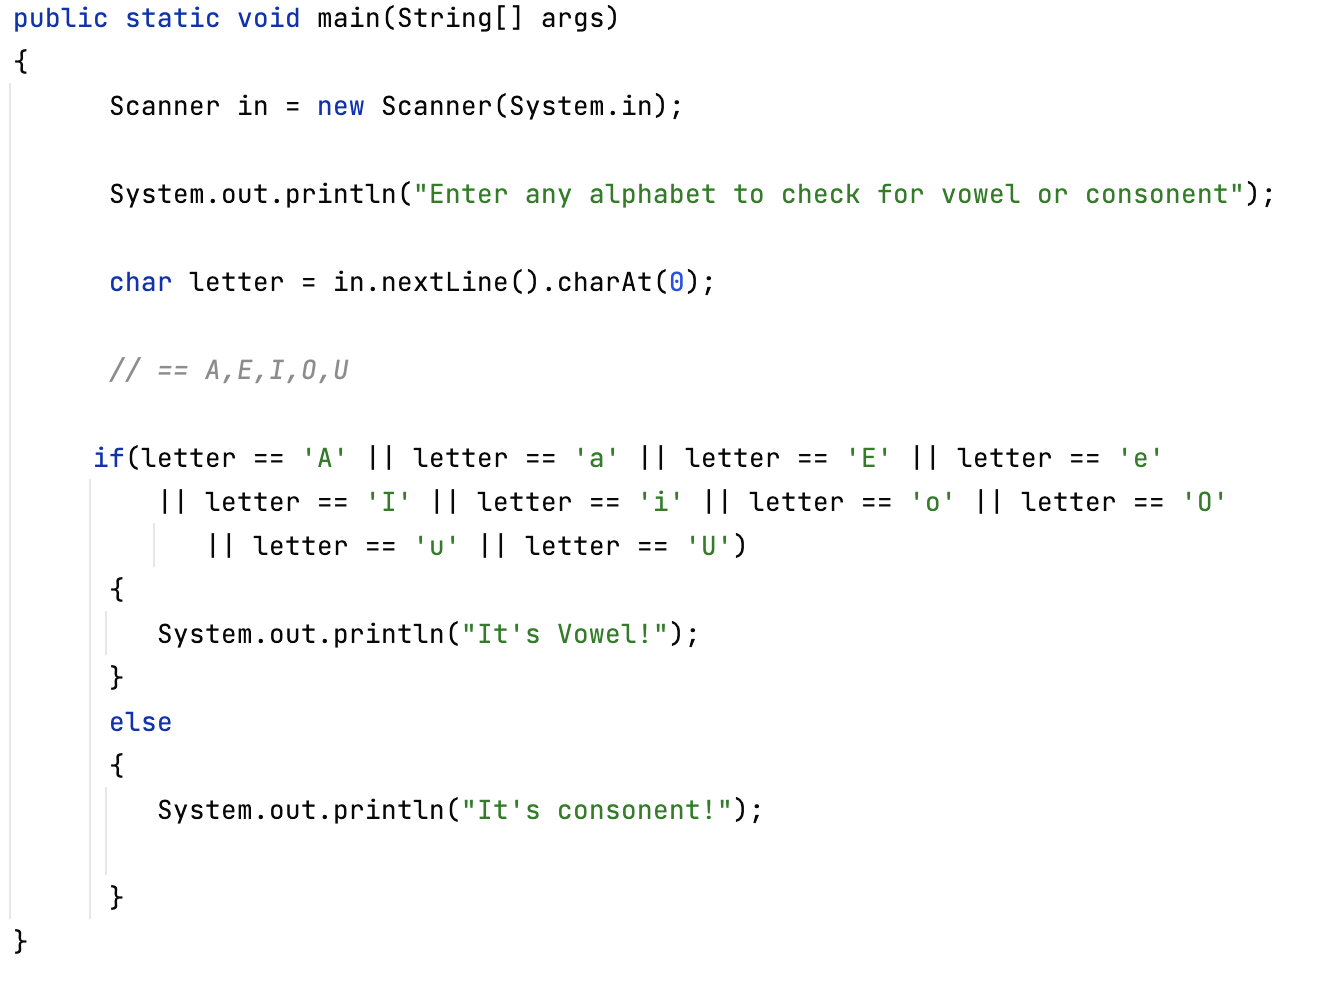 public static void main(String[] args)
{
Scanner in = new Scanner(System.in);
System.out.println("Enter any alphabet to check for vowel or consonent");
char letter = in.nextLine().charAt(0);
// == A,E,I,O,U
if(letter == 'A' || letter == 'a' || letter == 'E' || letter == 'e'
|| letter == 'I' || letter == 'i' || letter == 'o' || letter == 'O'
|| letter == 'u' || letter == 'U')
{
System.out.println("It's Vowel!");
}
else
{
System.out.println("It's consonent!");
}
}